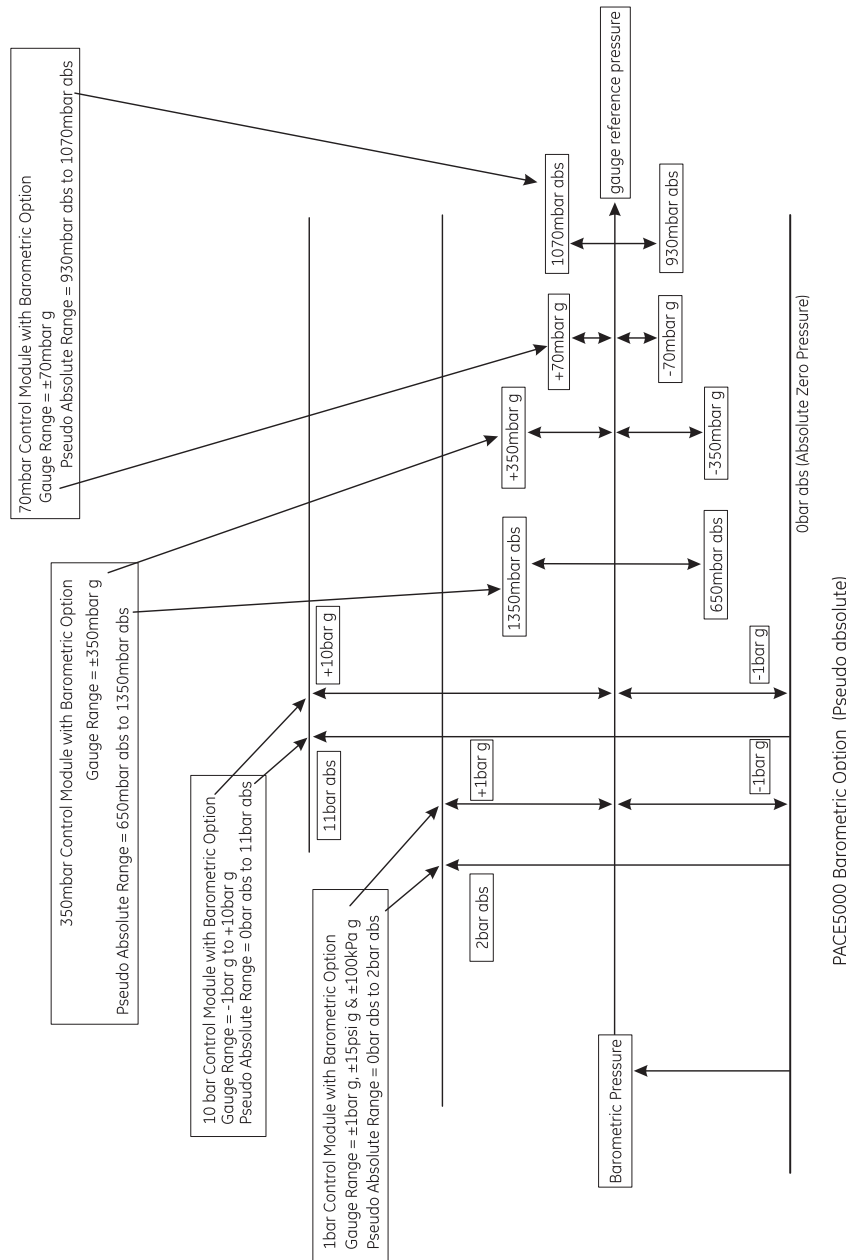 70mbar Control Module with Barometric Option
Gauge Range = ±70mbar g
Pseudo Absolute Range = 930mbar abs to 1070mbar abs
350mbar Control Module with Barometric Option
Gauge Range = ±350mbar g
Pseudo Absolute Range = 650mbar abs to 1350mbar abs
10 bar Control Module with Barometric Option
Gauge Range = -1bar g to +10bar g
Pseudo Absolute Range = 0bar abs to 11bar abs
1bar Control Module with Barometric Option
Gauge Range = ±1bar g, ±15psi g & ±100kPa g
Pseudo Absolute Range = 0bar abs to 2bar abs
11bar abs
+10bar g
2bar abs
+1bar g
1350mbar abs
+350mbar g
+70mbar g
1070mbar abs
Barometric Pressure
gauge reference pressure
650mbar abs
-350mbar g
-70mbar g
930mbar abs
-1bar g
-1bar g
0bar abs (Absolute Zero Pressure)
PACE5000 Barometric Option (Pseudo absolute)